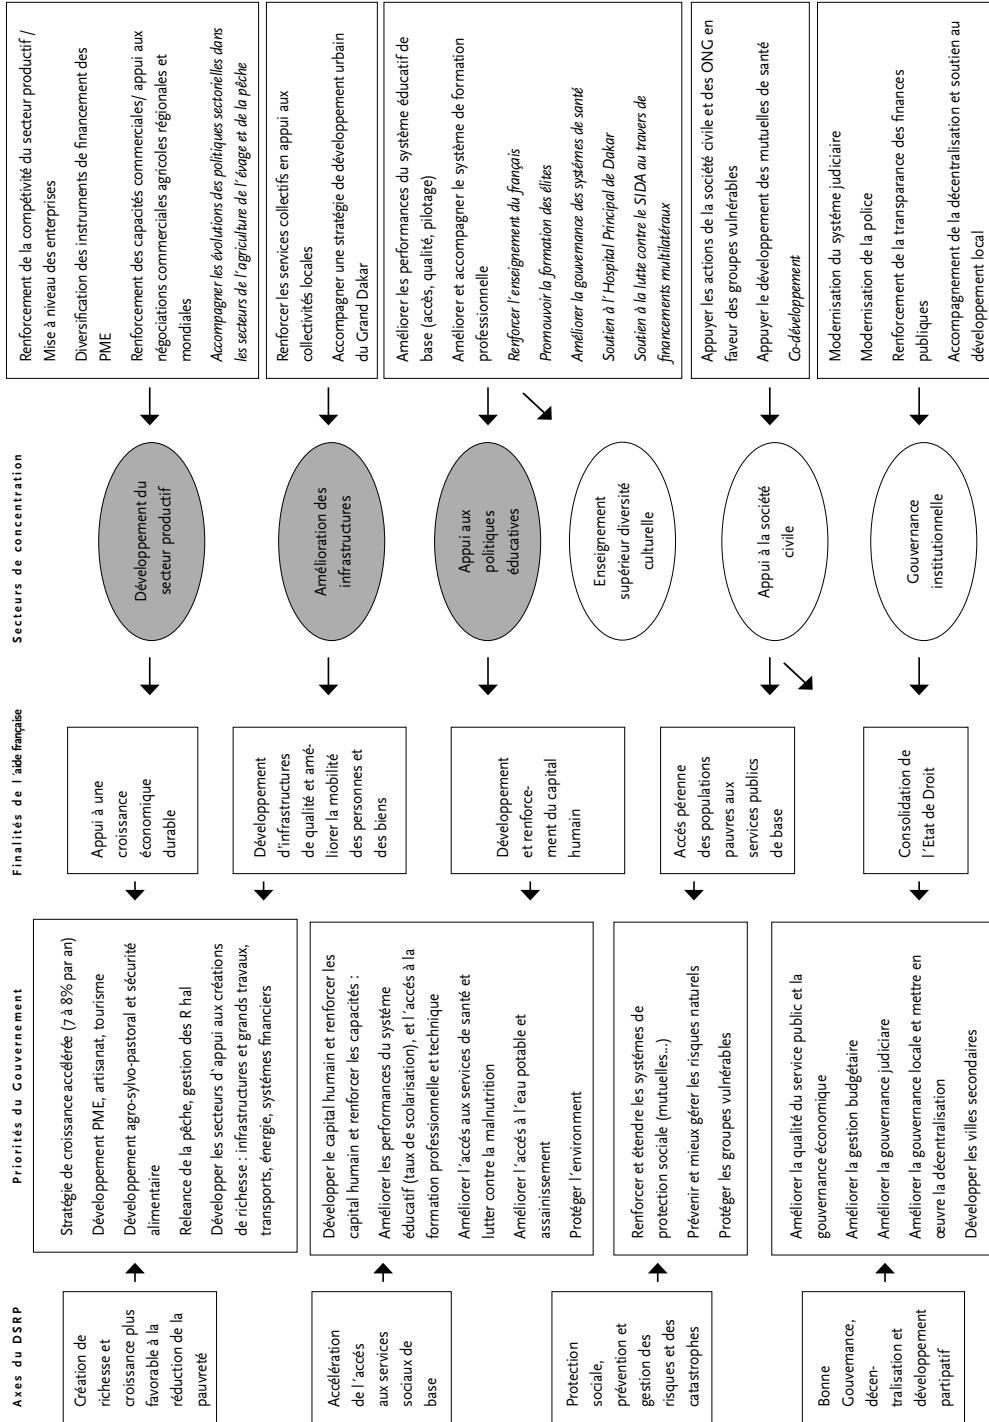 Axes du DSRP
Création de
richesse et
croissance plus
favorable à la
réduction de la
pauvreté
Accélération
de l´accés
aux services
sociaux de
base
Protection
sociale,
prévention et
gestion des
risques et des
catastrophes
Bonne
Gouvernance,
décen-
tralisation et
développement
partipatif
Priorités du Gouvernement
Stratégie de croissance accélérée (7 à 8% par an)
Développement PME, artisanat, tourisme
Développement agro-sylvo-pastoral et sécurité
alimentaire
Releance de la pêche, gestion des R hal
Développer les secteurs d´appui aux créations
de richesse : infrastructures et grands travaux,
transports, énergie, systémes financiers
Développer le capital humain et renforcer les
capital humain et renforcer les capacités :
Améliorer les performances du systéme
éducatif (taux de scolarisation), et l´accés à la
formation professionnelle et technique
Améliorer l´accés aux services de santé et
lutter contre la malnutrition
Améliorer l´accés à l´eau potable et
assainissement
Protéger l´environment
Renforcer et étendre les systémes de
protection sociale (mutuelles...)
Prévenir et mieux gérer les risques naturels
Protéger les groupes vulnérables
Améliorer la qualité du service public et la
gouvernance économique
Améliorer la gestion budgétaire
Améliorer la gouvernance judiciare
Améliorer la gouvernance locale et mettre en
œuvre la décentralisation
Développer les villes secondaires
Finalités de l´aide française
Appui à une
croissance
économique
durable
Développement
d'infrastructures
de qualité et amé-
liorer la mobilité
des personnes et
des biens
Développement
et renforce-
ment du capital
humain
Accés pérenne
des populations
pauvres aux
services publics
de base
Consolidation de
l´Etat de Droit
Secteurs de concentration
Développement du
secteur productif
Amélioration des
infrastructures
Appui aux
politiques
éducatives
Enseignement
supérieur diversité
culturelle
Appui à la société
civile
Gouvernance
institutionnelle
Renforcement de la compétivité du secteur productif /
Mise à niveau des enterprises
Diversification des instruments de financement des
PME
Renforcement des capacités commerciales/ appui aux
négociations commerciales agricoles régionales et
mondiales
Accompagner les évolutions des politiques sectorielles dans
les secteurs de l´agriculture de l´évage et de la pêche
Renforcer les services collectifs en appui aux
collectivités locales
Accompagner une stratégie de développement urbain
du Grand Dakar
Améliorer les performances du système éducatif de
base (accès, qualité, pilotage)
Améliorer et accompagner le système de formation
professionnelle
Renforcer l´enseignement du français
Promouvoir la formation des élites
Améliorer la gouvernance des systèmes de santé
Soutien à l´Hospital Principal de Dakar
Soutien à la lutte contre le SIDA au travers de
financements multilatéraux
Appuyer les actions de la société civile et des ONG en
faveur des groupes vulnérables
Appuyer le développement des mutuelles de santé
Co-développement
Modernisation du système judiciaire
Modernisation de la police
Renforcement de la transparance des finances
publiques
Accompagnement de la décentralisation et soutien au
développement local